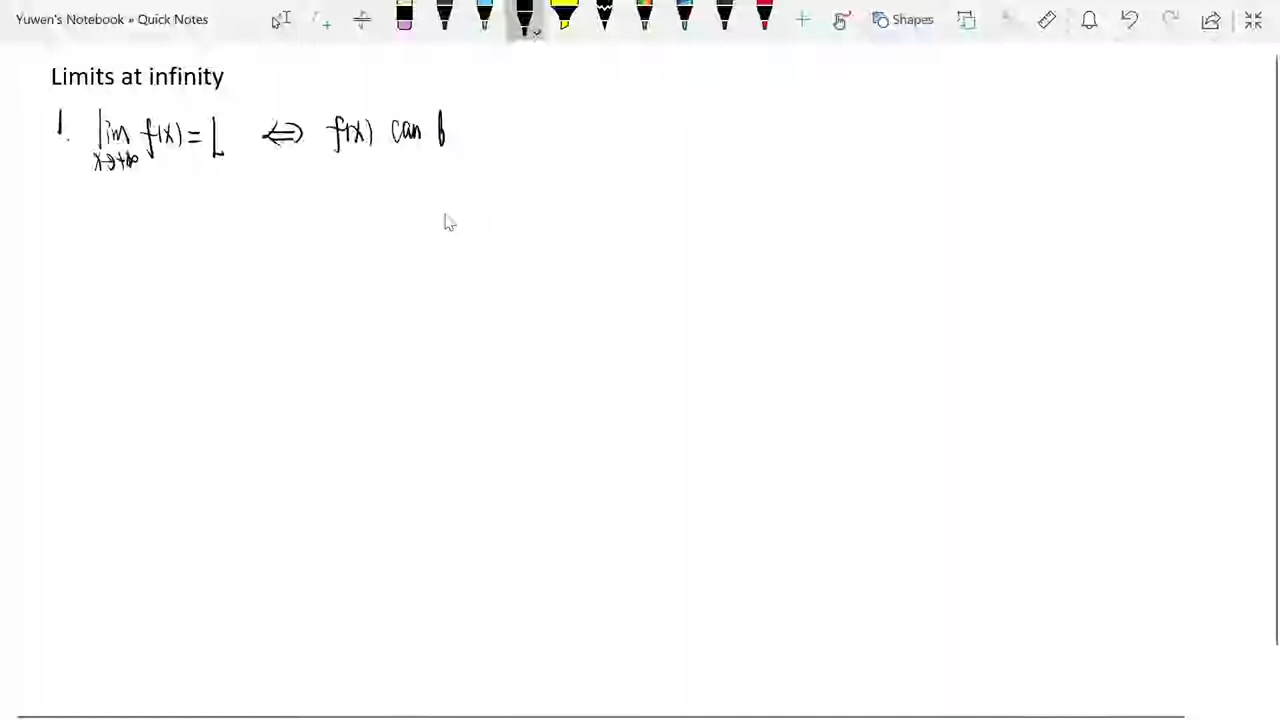 Yuwen's Notebook » Quick Notes
Shapes
Limits at infinity
1. lim f(x) = L ⇔ f(x) can b
x→+∞